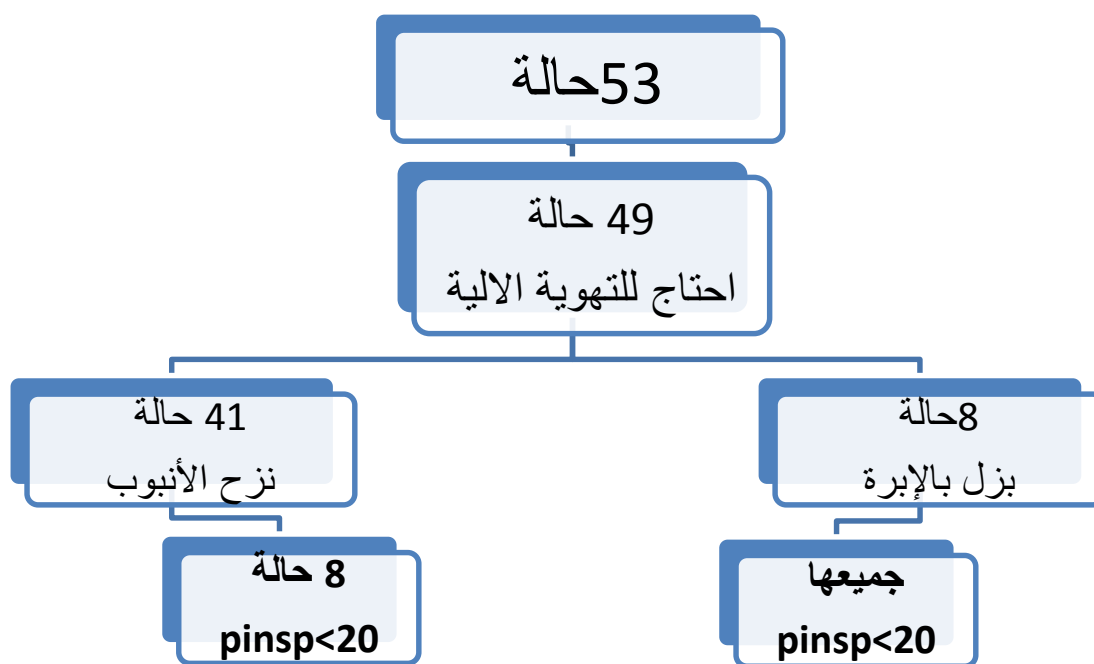 53حالة
49 حالة
احتاج للتهوية الالية
8حالة
بزل بالإبرة
41 حالة
نزح الأنبوب
جميعها
pinsp<20
8 حالة
pinsp<20